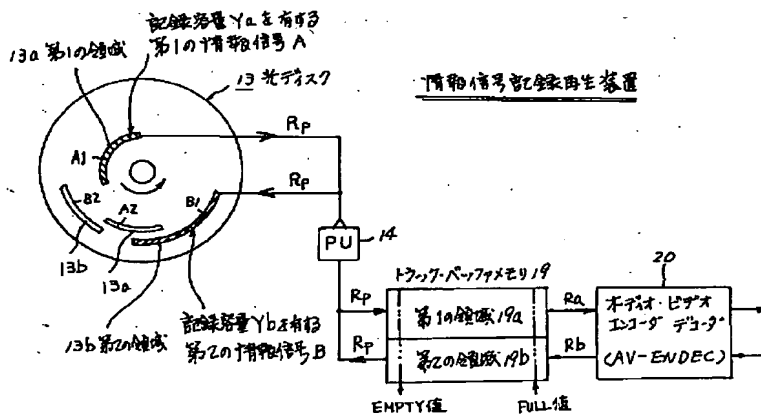 記録容量Yaを有する
第1の情報信号A
13a 第1の領域
13 光ディスク
情報信号記録再生装置
Rp
A1
Rp
B2
A2
B1
13b
13a
PU
14
トラック・バッファメモリ 19
20
13b 第2の領域
記録容量Ybを有する
第2の情報信号B
Rp
第1の領域19a
Ra
オーディオ・ビデオ
エンコーダ デコーダ
Rp
第2の領域19b
Rb
(AV-ENDEC)
EMPTY値
FULL値